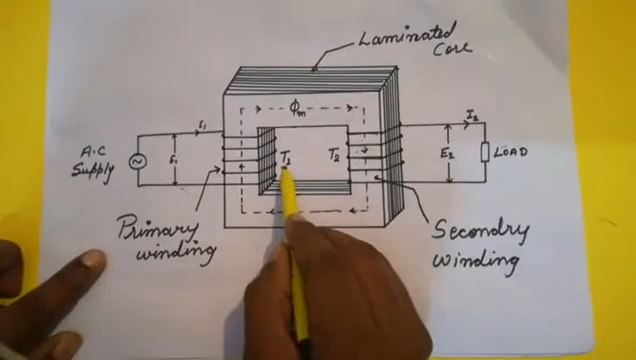 Laminated
Core
Φm
I1
I2
A.C
Supply
E1
T1
T2
E2
LOAD
Primary
winding
Secondry
winding